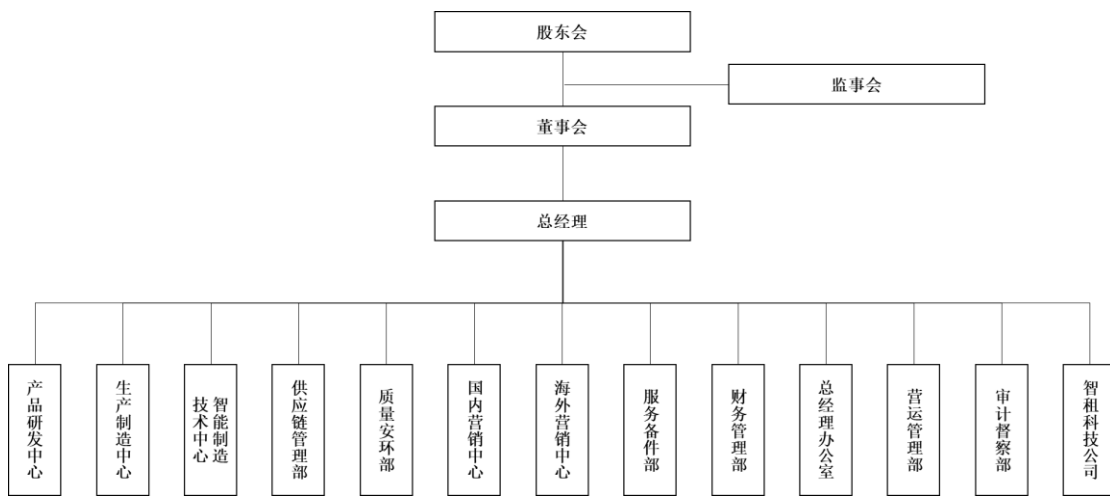 股东会
监事会
董事会
总经理
产品研发中心
生产制造中心
智能制造
技术中心
供应链管理部
质量安环部
国内营销中心
海外营销中心
服务备件部
财务管理部
总经理办公室
营运管理部
审计督察部
智租科技公司